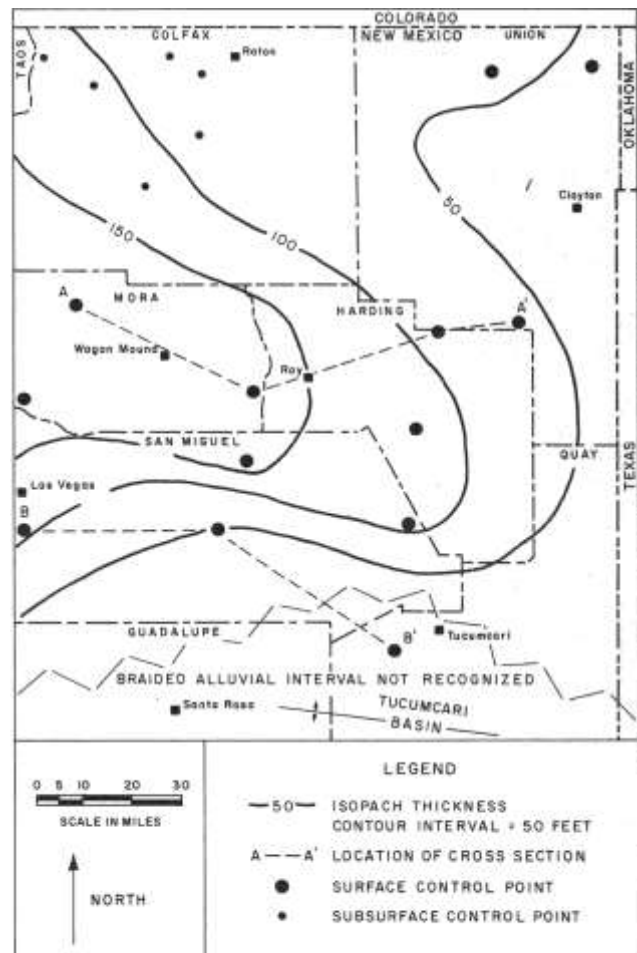 COLORADO
COLFAX
NEW MEXICO
UNION
TAOS
Raton
OKLAHOMA
50
Clayton
150
100
A
MORA
HARDING
A'
Wagon Mound
Roy
SAN MIGUEL
QUAY
TEXAS
Las Vegas
B
GUADALUPE
B'
Tucumcari
BRAIDED ALLUVIAL INTERVAL NOT RECOGNIZED
Santa Rosa
TUCUMCARI
BASIN
0 5 10 20 30
SCALE IN MILES
NORTH
LEGEND
50 ISOPACH THICKNESS
CONTOUR INTERVAL = 50 FEET
A A' LOCATION OF CROSS SECTION
SURFACE CONTROL POINT
SUBSURFACE CONTROL POINT